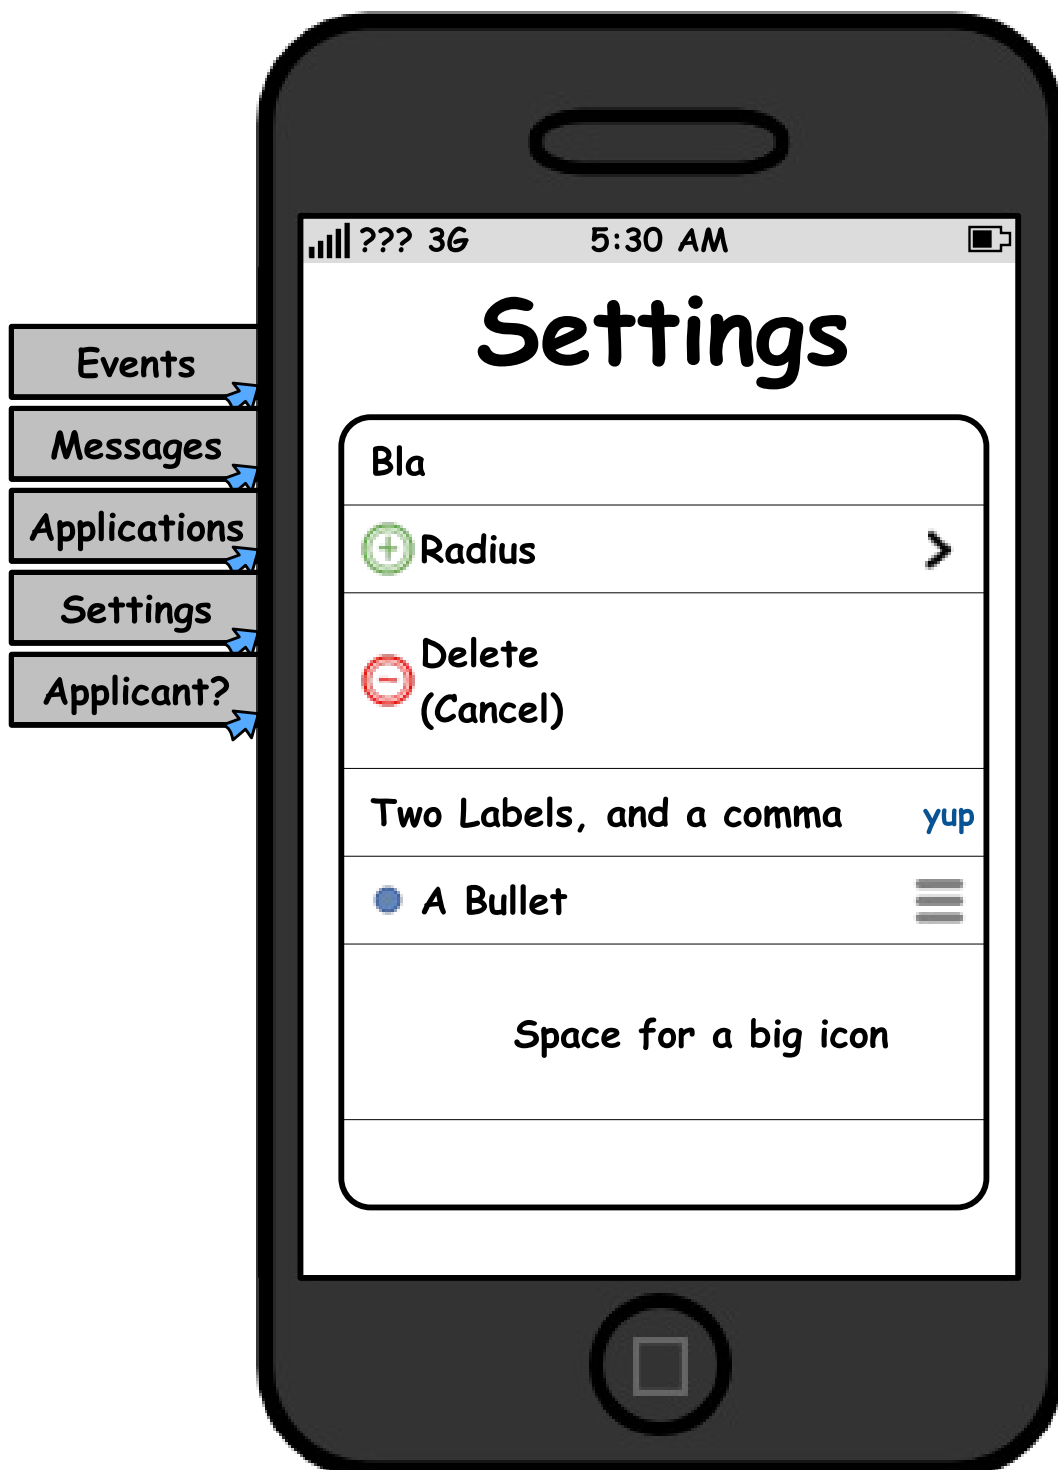 ??? 3G 5:30 AM
Settings
Events
Messages
Applications
Settings
Applicant?
Bla
Radius
Delete
(Cancel)
Two Labels, and a comma yup
A Bullet
Space for a big icon